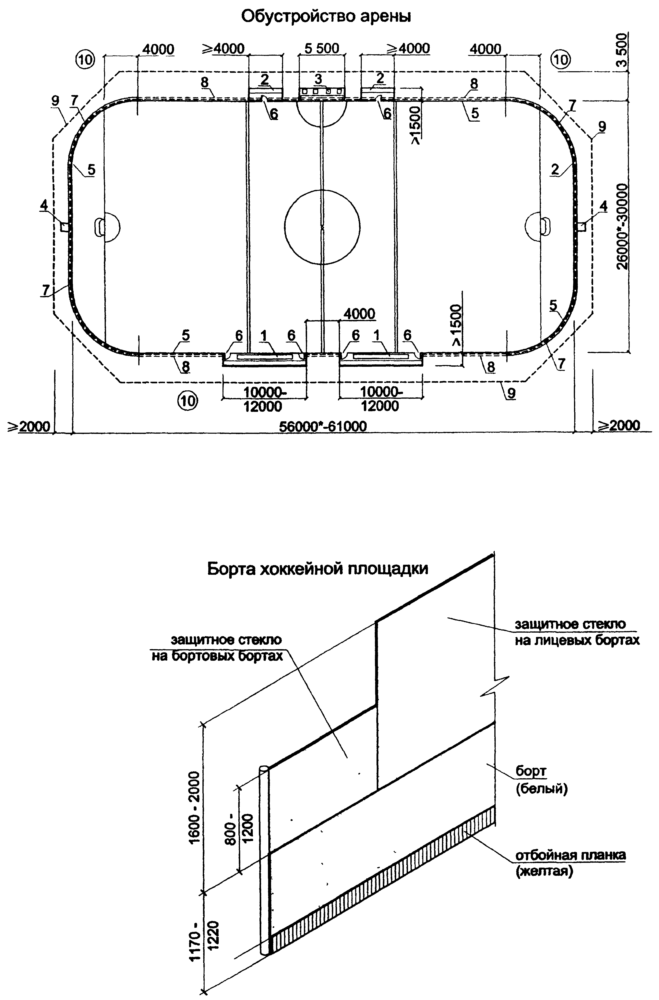 Обустройство арены
10 4000 ⩾4000 5 500 ⩾4000 4000 10 3 500
8 2 3 2 8
9 7 6 6 5 7
>1500 9
5 2
4 4
26000*-30000
7 5
4000 >1500
5 6 1 6 6 1 6
8 8 7
10 10000- 10000- 9
12000 12000
⩾2000 56000*-61000 ⩾2000
Борта хоккейной площадки
защитное стекло
на лицевых бортах
защитное стекло
на бортовых бортах
борт
(белый)
1600 - 2000
800 -
1200
отбойная планка
(желтая)
1170 -
1220